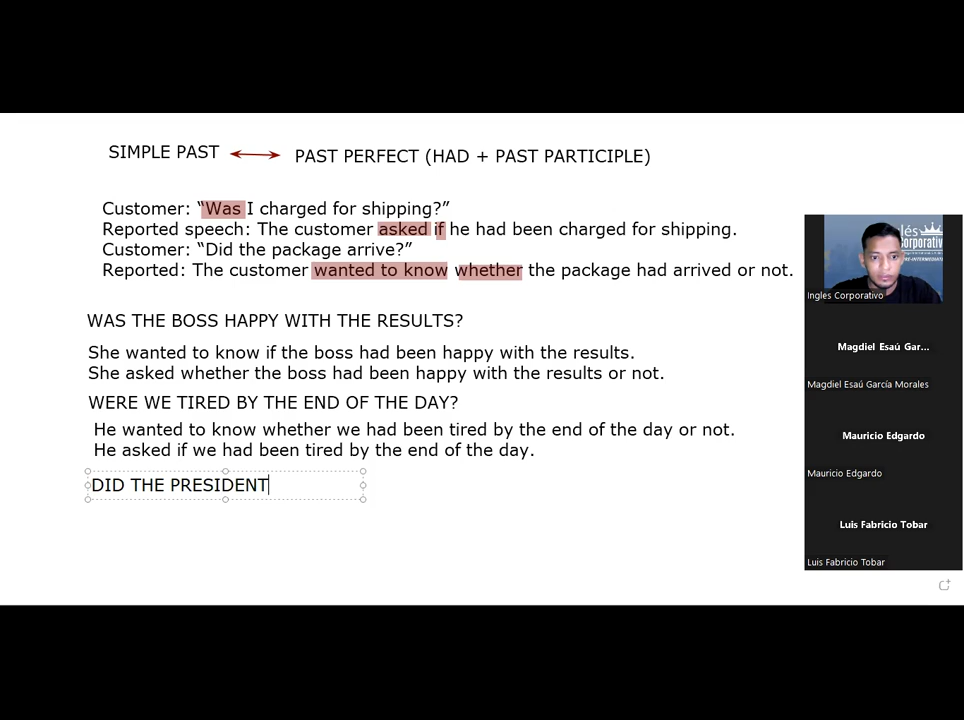 SIMPLE PAST
PAST PERFECT (HAD + PAST PARTICIPLE)
Customer: “Was I charged for shipping?”
Reported speech: The customer asked if he had been charged for shipping.
Customer: “Did the package arrive?”
Reported: The customer wanted to know whether the package had arrived or not.
WAS THE BOSS HAPPY WITH THE RESULTS?
She wanted to know if the boss had been happy with the results.
She asked whether the boss had been happy with the results or not.
WERE WE TIRED BY THE END OF THE DAY?
He wanted to know whether we had been tired by the end of the day or not.
He asked if we had been tired by the end of the day.
DID THE PRESIDENT
Ingles Corporativo
Magdiel Esaú Gar...
Magdiel Esaú García Morales
Mauricio Edgardo
Mauricio Edgardo
Luis Fabricio Tobar
Luis Fabricio Tobar